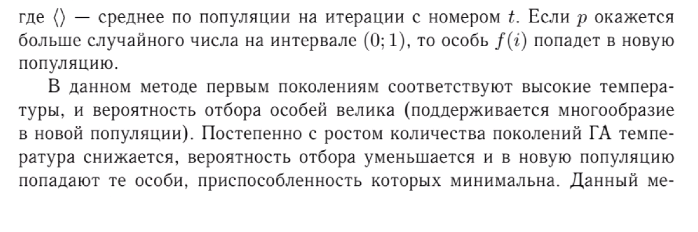 где ⟨⟩ — среднее по популяции на итерации с номером t. Если p окажется
больше случайного числа на интервале (0; 1), то особь f(i) попадет в новую
популяцию.
В данном методе первым поколениям соответствуют высокие темпера-
туры, и вероятность отбора особей велика (поддерживается многообразие
в новой популяции). Постепенно с ростом количества поколений ГА темпе-
ратура снижается, вероятность отбора уменьшается и в новую популяцию
попадают те особи, приспособленность которых минимальна. Данный ме-